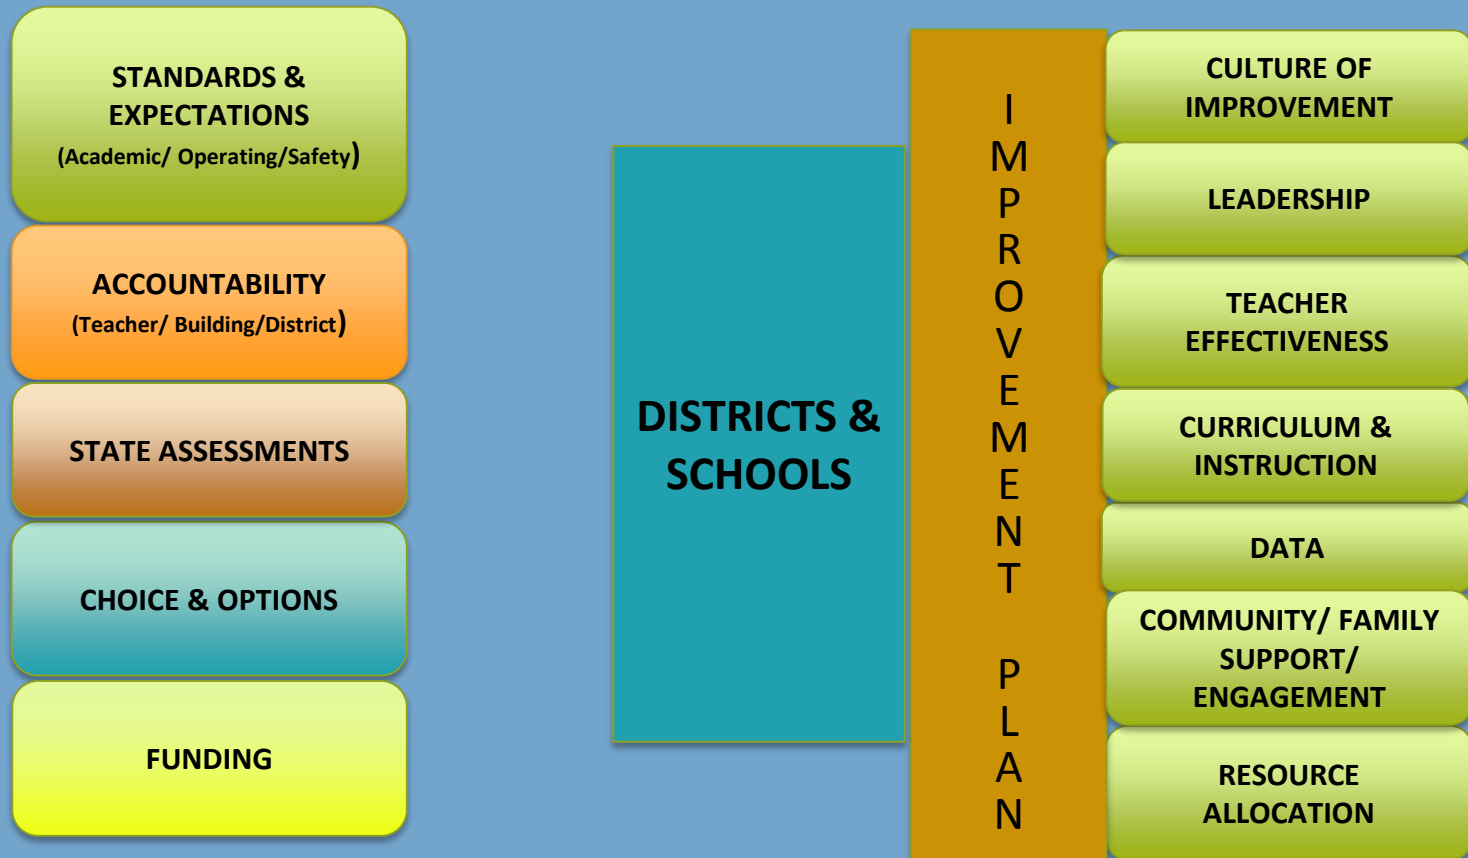 STANDARDS &
EXPECTATIONS
(Academic/ Operating/Safety)
ACCOUNTABILITY
(Teacher/ Building/District)
STATE ASSESSMENTS
CHOICE & OPTIONS
FUNDING
DISTRICTS &
SCHOOLS
I
M
P
R
O
V
E
M
E
N
T
P
L
A
N
CULTURE OF
IMPROVEMENT
LEADERSHIP
TEACHER
EFFECTIVENESS
CURRICULUM &
INSTRUCTION
DATA
COMMUNITY/ FAMILY
SUPPORT/
ENGAGEMENT
RESOURCE
ALLOCATION